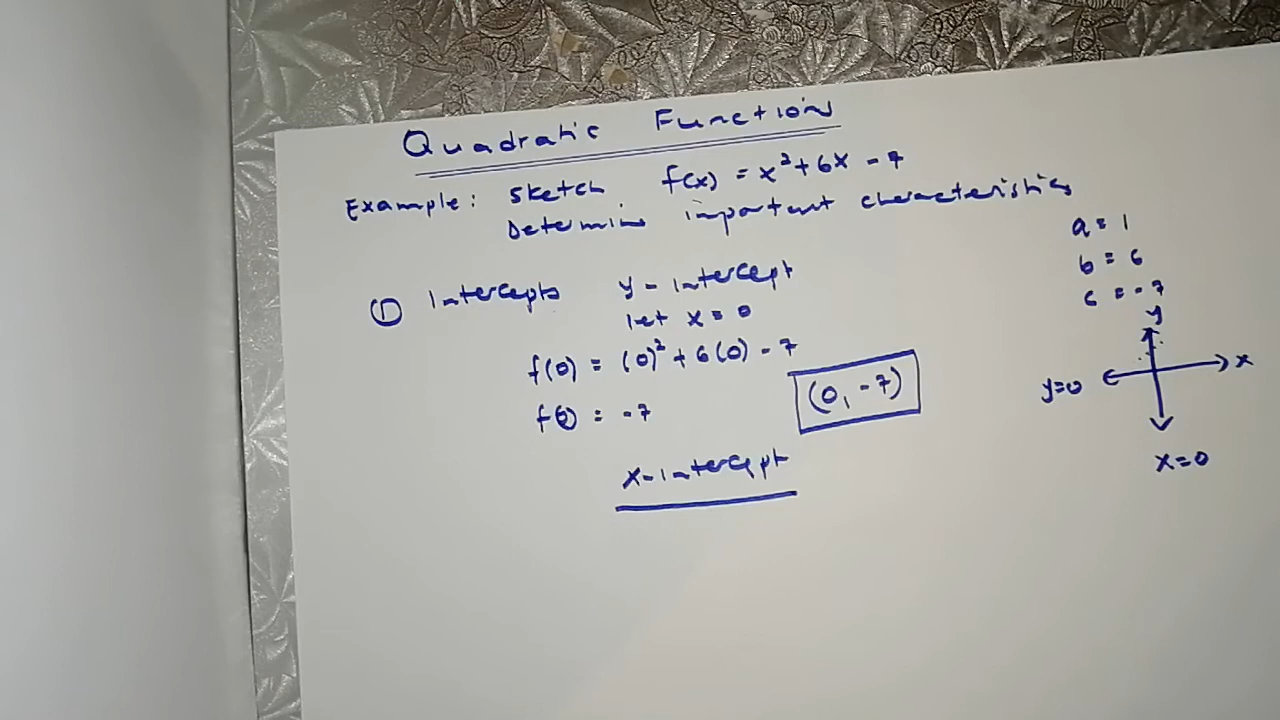 Quadratic Functions
Example: Sketch f(x) = x² + 6x - 7
Determine important characteristics
a = 1
b = 6
c = -7
① Intercepts y-intercept
let x = 0
f(0) = (0)² + 6(0) - 7
f(0) = -7
(0, -7)
x-intercept
y
x
y=0
x=0